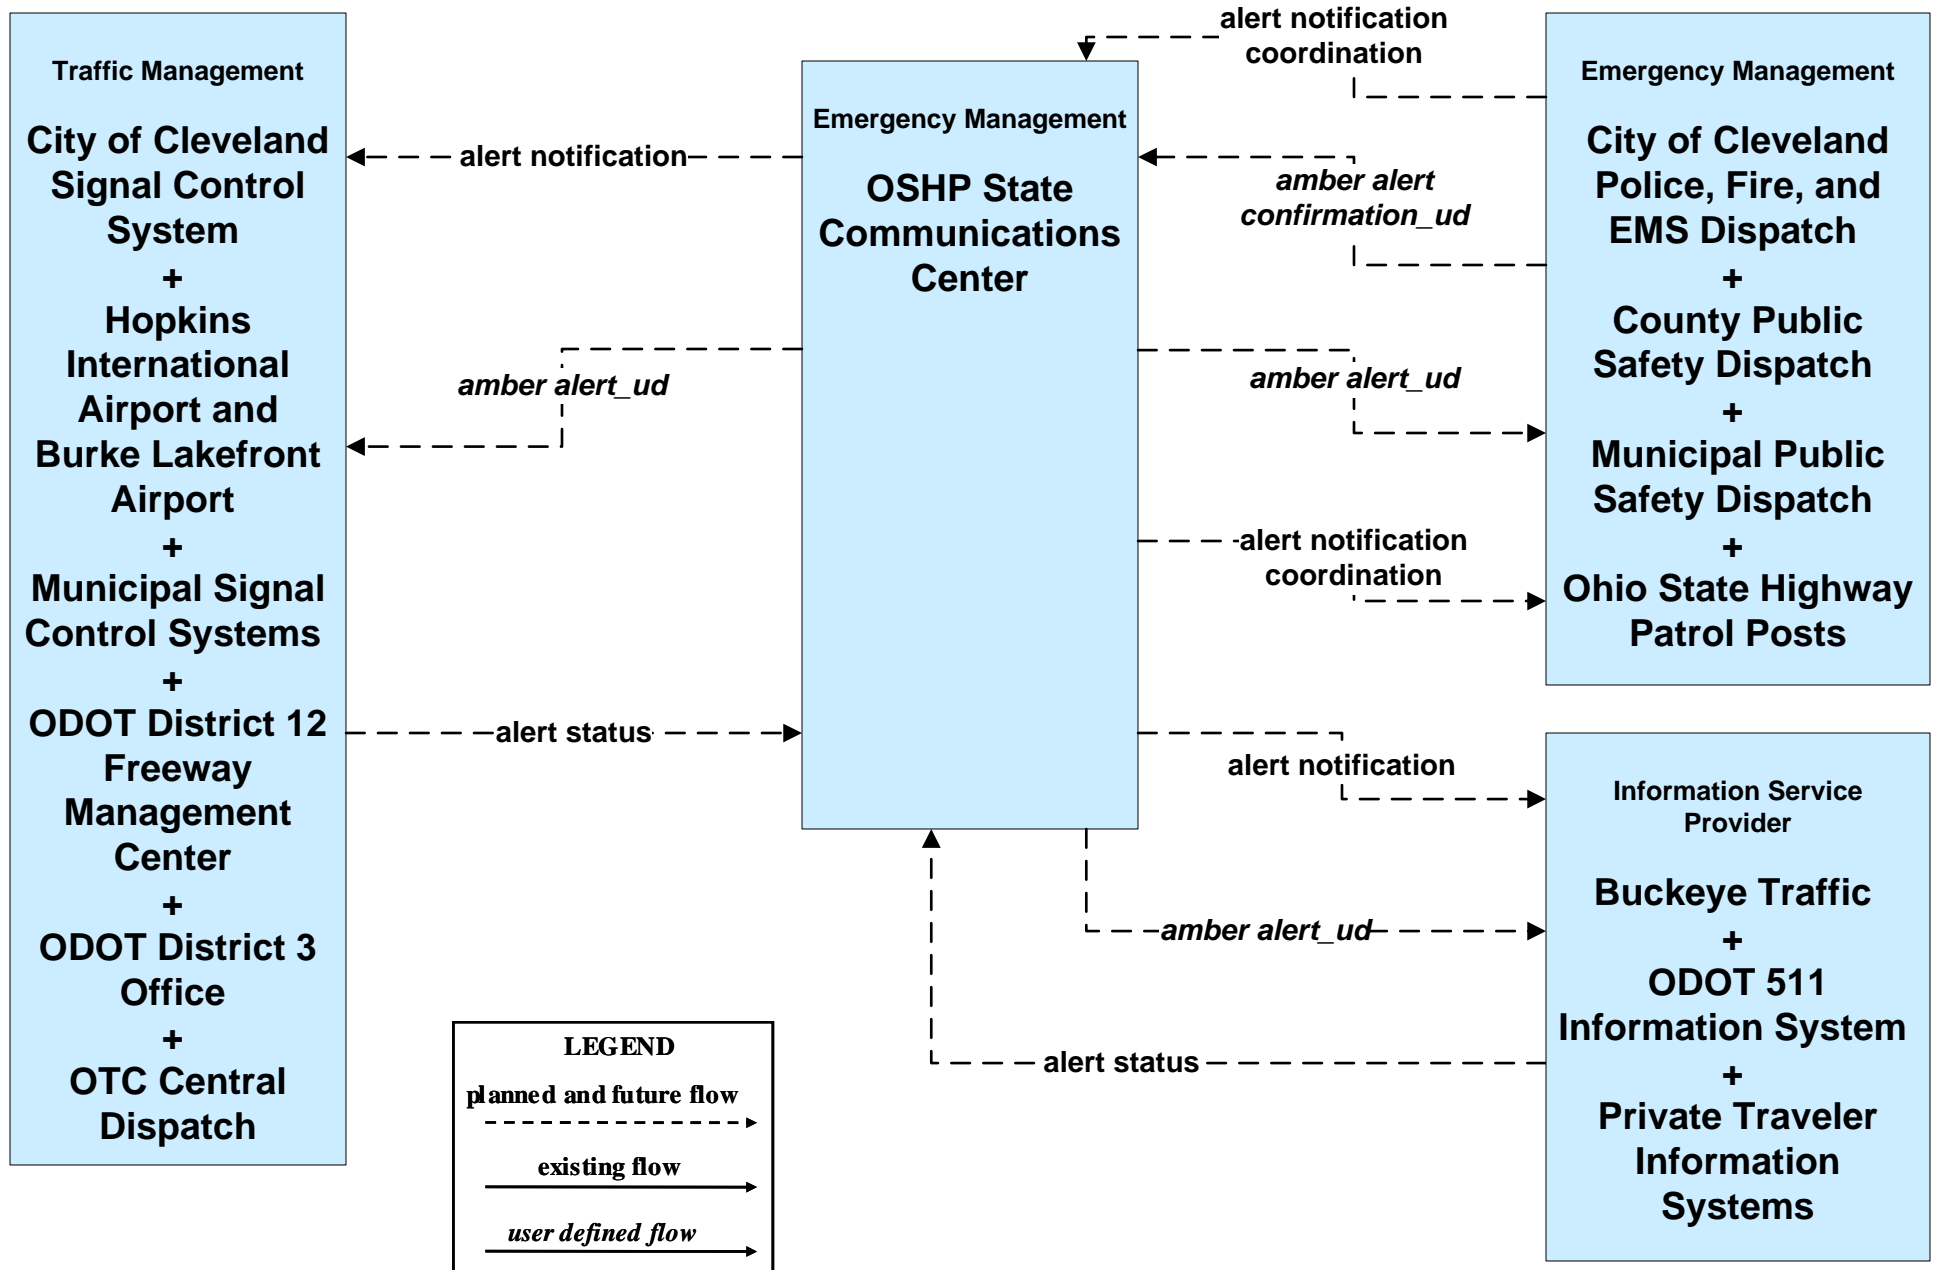 Traffic Management
City of Cleveland
Signal Control
System
+
Hopkins
International
Airport and
Burke Lakefront
Airport
+
Municipal Signal
Control Systems
+
ODOT District 12
Freeway
Management
Center
+
ODOT District 3
Office
+
OTC Central
Dispatch
alert notification
amber alert_ud
alert status
Emergency Management
OSHP State
Communications
Center
alert notification
coordination
amber alert
confirmation_ud
amber alert_ud
alert notification
coordination
alert notification
amber alert_ud
alert status
Emergency Management
City of Cleveland
Police, Fire, and
EMS Dispatch
+
County Public
Safety Dispatch
+
Municipal Public
Safety Dispatch
+
Ohio State Highway
Patrol Posts
Information Service
Provider
Buckeye Traffic
+
ODOT 511
Information System
+
Private Traveler
Information
Systems
LEGEND
planned and future flow
existing flow
user defined flow